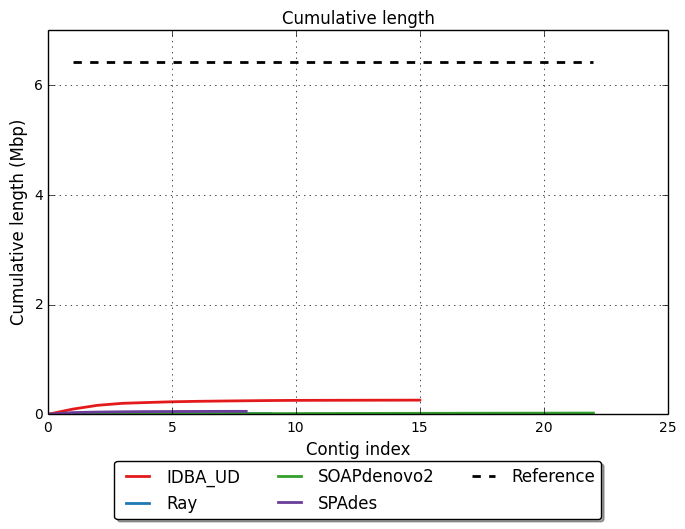 Cumulative length
Cumulative length (Mbp)
6
4
2
0
0 5 10 15 20 25
Contig index
IDBA_UD SOAPdenovo2 Reference
Ray SPAdes